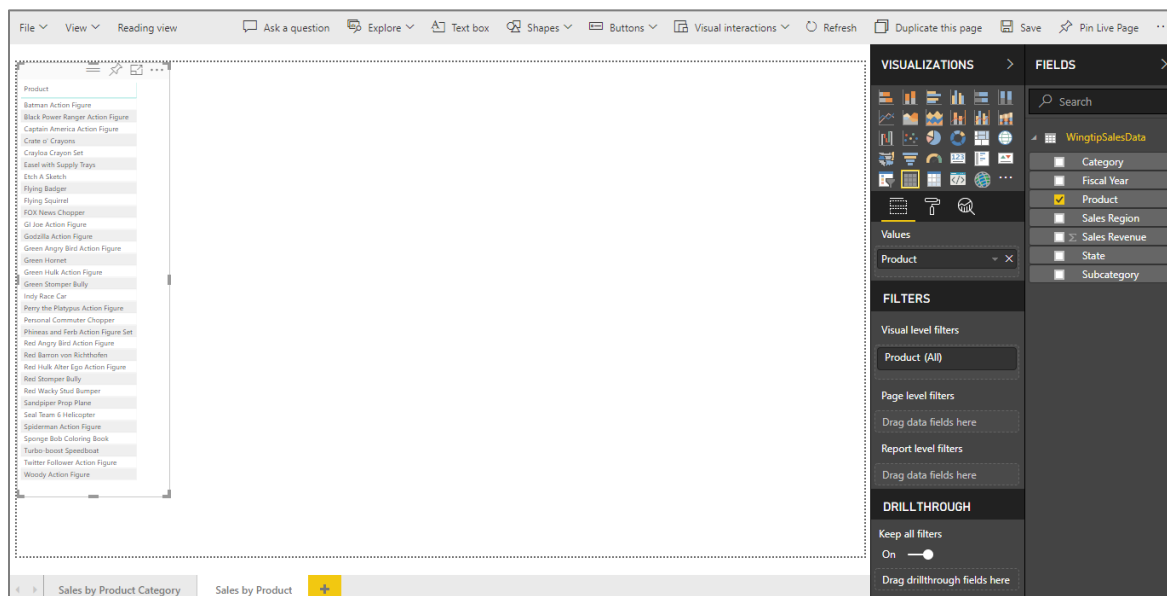 File View Reading view Ask a question Explore Text box Shapes Buttons Visual interactions Refresh Duplicate this page Save Pin Live Page
Product
Batman Action Figure
Black Power Ranger Action Figure
Captain America Action Figure
Crate o' Crayons
Crayloa Crayon Set
Easel with Supply Trays
Etch A Sketch
Flying Badger
Flying Squirrel
FOX News Chopper
GI Joe Action Figure
Godzilla Action Figure
Green Angry Bird Action Figure
Green Hornet
Green Hulk Action Figure
Green Stomper Bully
Indy Race Car
Perry the Platypus Action Figure
Personal Commuter Chopper
Phineas and Ferb Action Figure Set
Red Angry Bird Action Figure
Red Barron von Richthofen
Red Hulk Alter Ego Action Figure
Red Stomper Bully
Red Wacky Stud Bumper
Sandpiper Prop Plane
Seal Team 6 Helicopter
Spiderman Action Figure
Sponge Bob Coloring Book
Turbo-boost Speedboat
Twitter Follower Action Figure
Woody Action Figure
Sales by Product Category Sales by Product +
VISUALIZATIONS
123
Values
Product
FILTERS
Visual level filters
Product (All)
Page level filters
Drag data fields here
Report level filters
Drag data fields here
DRILLTHROUGH
Keep all filters
On
Drag drillthrough fields here
FIELDS
Search
WingtipSalesData
Category
Fiscal Year
Product
Sales Region
Σ Sales Revenue
State
Subcategory